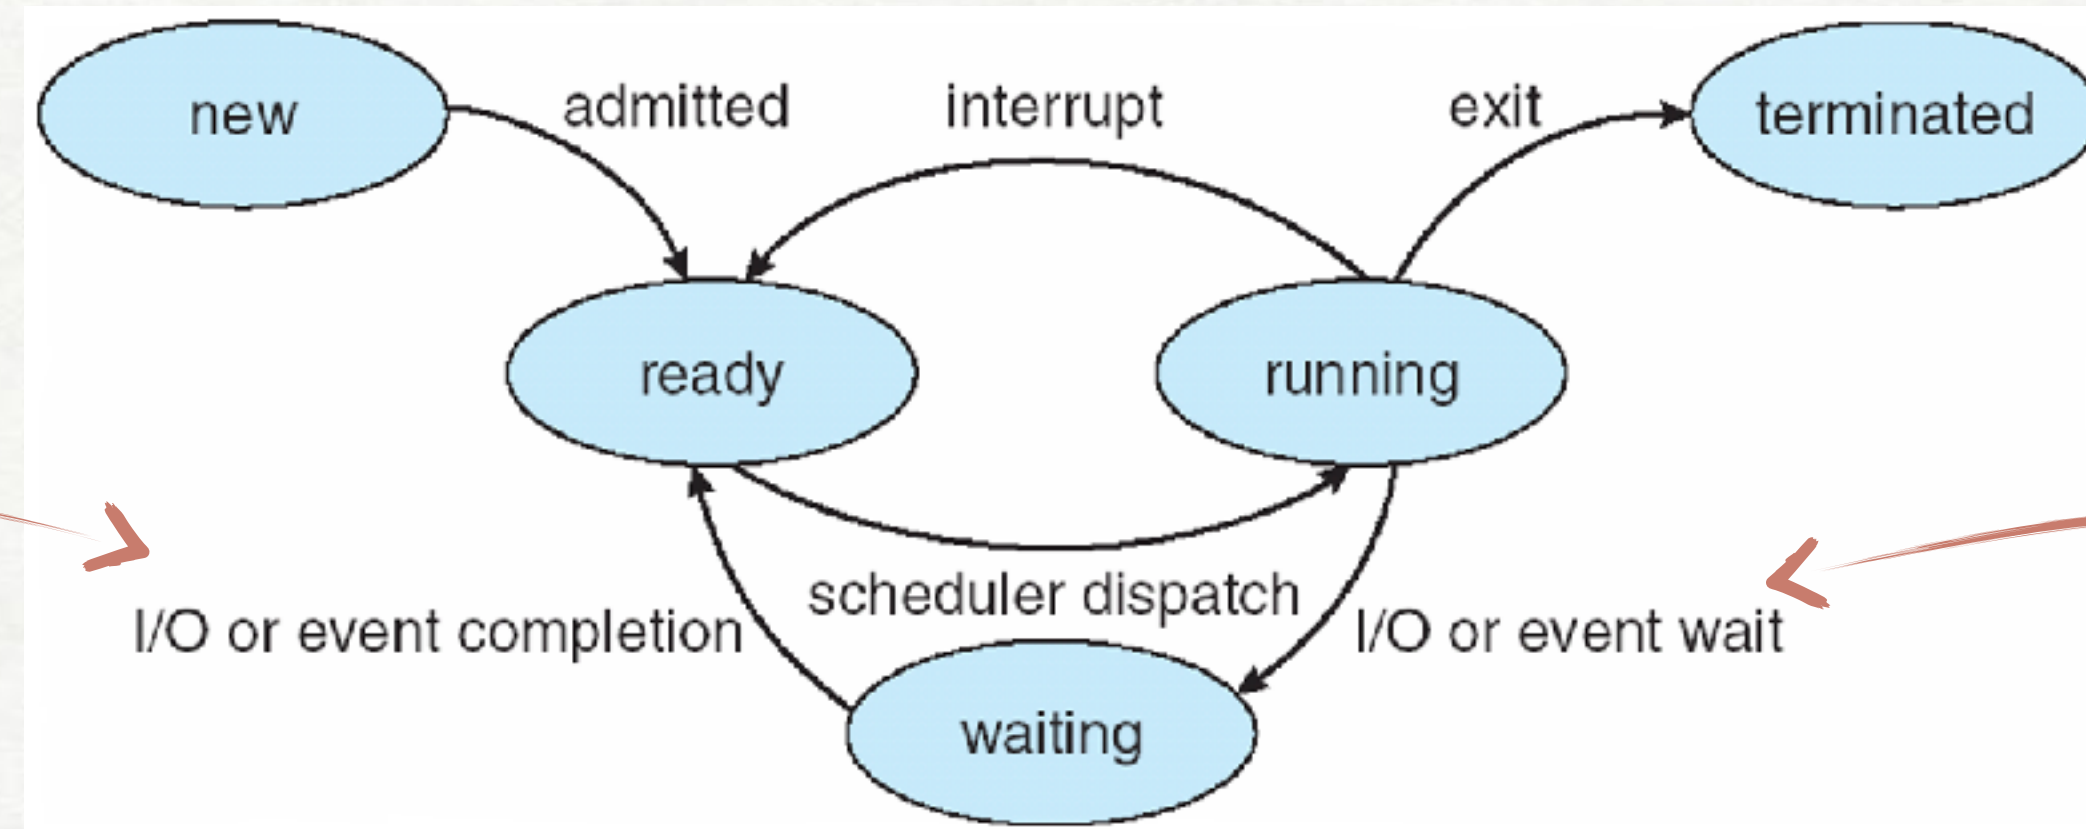 new
admitted
interrupt
exit
terminated
ready
running
scheduler dispatch
I/O or event completion
I/O or event wait
waiting